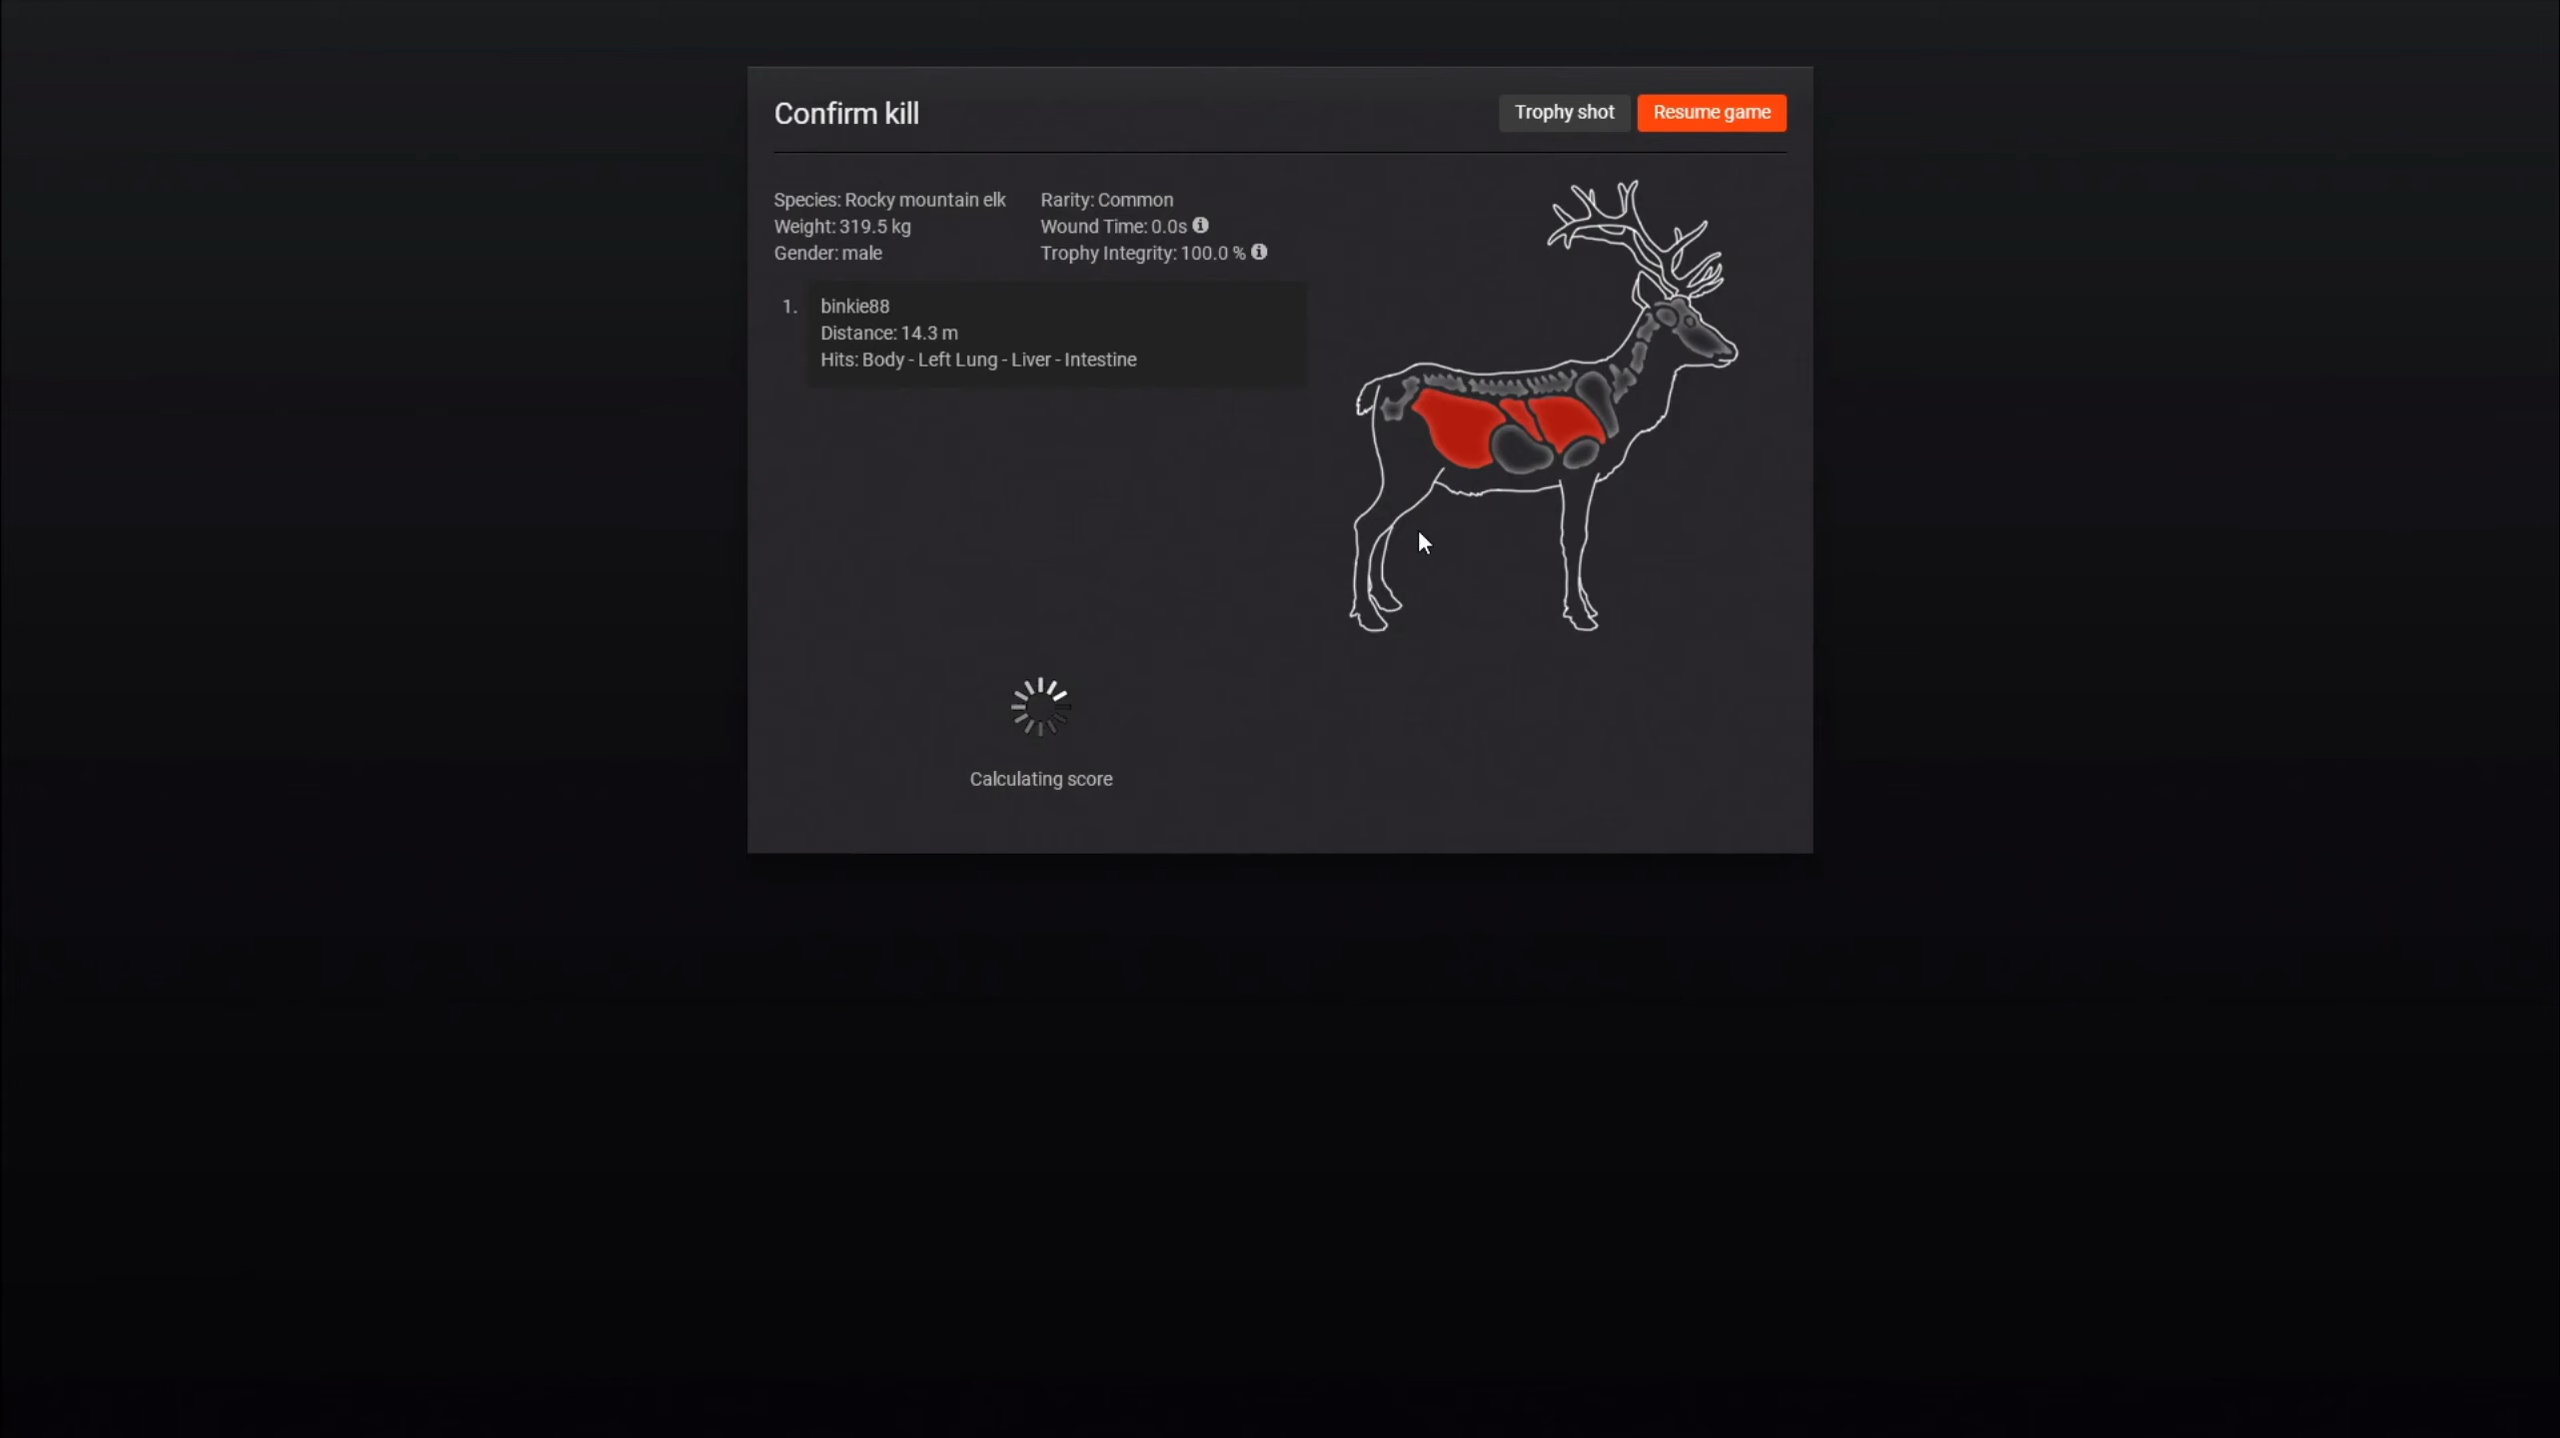 Confirm kill
Trophy shot
Resume game
Species: Rocky mountain elk
Weight: 319.5 kg
Gender: male
Rarity: Common
Wound Time: 0.0s
Trophy Integrity: 100.0 %
1.
binkie88
Distance: 14.3 m
Hits: Body - Left Lung - Liver - Intestine
Calculating score